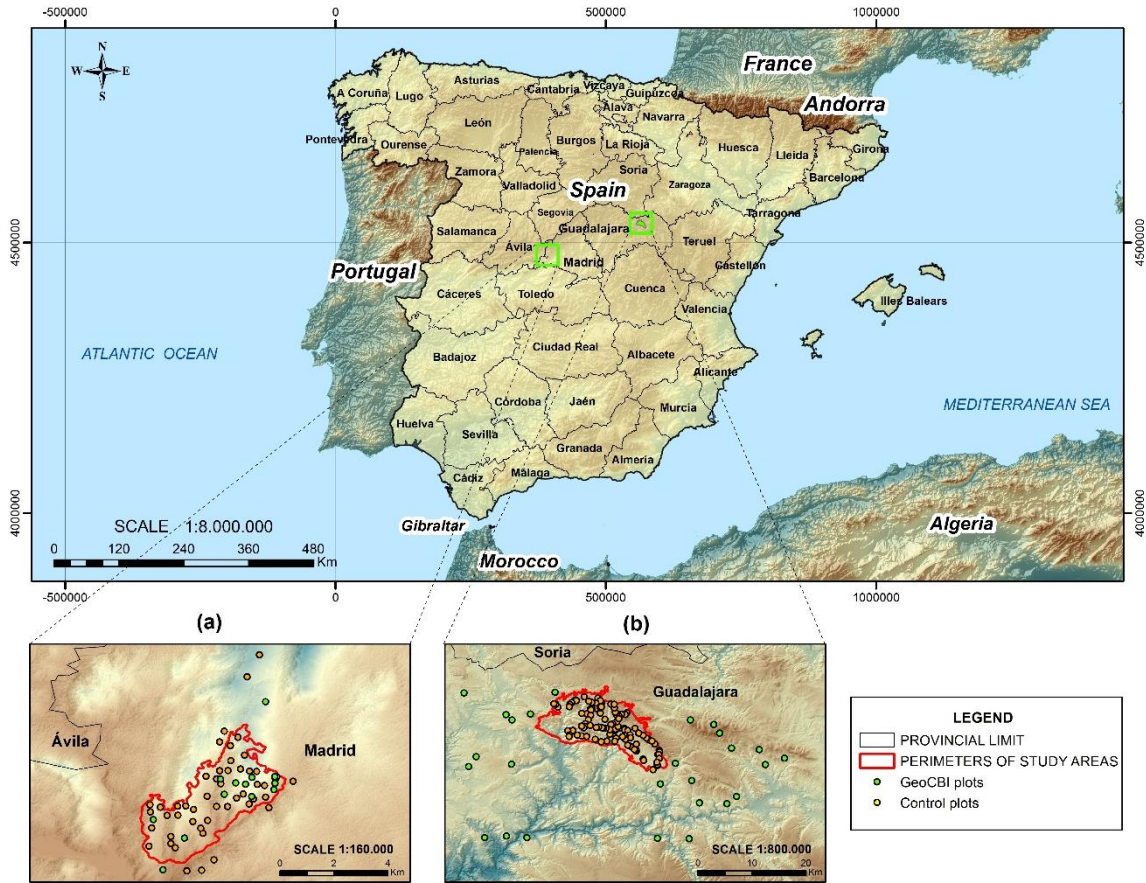 -500000 0 500000 1000000
N
W E
S
France
Andorra
A Coruña
Lugo
Asturias
Cantabria
Vizcaya
Guipúzcoa
Álava
Navarra
Pontevedra
Ourense
León
Palencia
Burgos
La Rioja
Huesca
Lleida
Girona
Barcelona
Zamora
Valladolid
Soria
Zaragoza
Spain
Tarragona
Salamanca
Segovia
Guadalajara
Teruel
4500000
4500000
Ávila
Madrid
Castellón
Portugal
Cáceres
Toledo
Cuenca
Valencia
Illes Balears
ATLANTIC OCEAN
Badajoz
Ciudad Real
Albacete
Alicante
MEDITERRANEAN SEA
Córdoba
Jaén
Murcia
Huelva
Sevilla
Granada
Almería
Cádiz
Málaga
4000000
4000000
SCALE 1:8.000.000
Gibraltar
Algeria
0 120 240 360 480
Km
Morocco
-500000 0 500000 1000000
(a)
(b)
Ávila
Madrid
SCALE 1:160.000
0 2 4
Km
Soria
Guadalajara
SCALE 1:800.000
0 10 20
Km
LEGEND
PROVINCIAL LIMIT
PERIMETERS OF STUDY AREAS
GeoCBI plots
Control plots